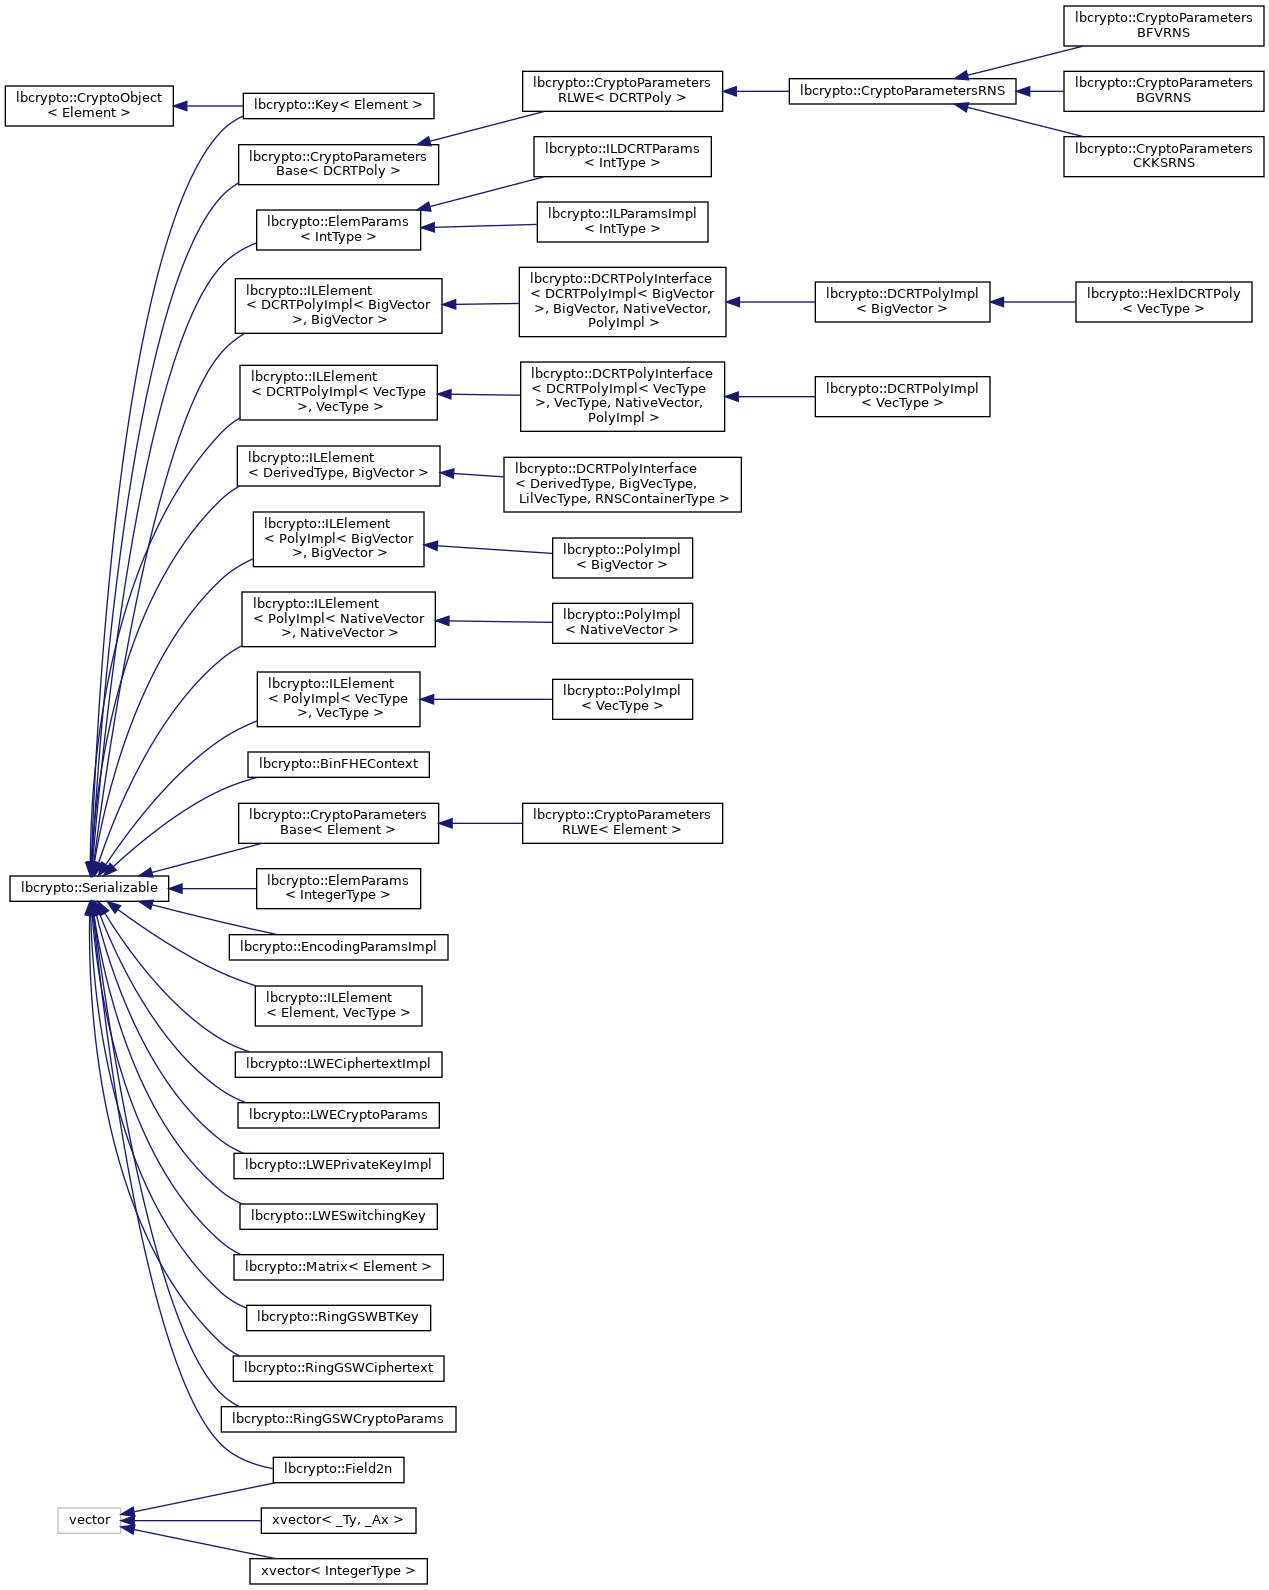 lbcrypto::CryptoParameters
BFVRNS
lbcrypto::CryptoParameters
RLWE< DCRTPoly >
lbcrypto::CryptoParametersRNS
lbcrypto::CryptoParameters
BGVRNS
lbcrypto::CryptoObject
< Element >
lbcrypto::Key< Element >
lbcrypto::CryptoParameters
CKKSRNS
lbcrypto::CryptoParameters
Base< DCRTPoly >
lbcrypto::ILDCRTParams
< IntType >
lbcrypto::ElemParams
< IntType >
lbcrypto::ILParamsImpl
< IntType >
lbcrypto::ILElement
< DCRTPolyImpl< BigVector
>, BigVector >
lbcrypto::DCRTPolyInterface
< DCRTPolyImpl< BigVector
>, BigVector, NativeVector,
PolyImpl >
lbcrypto::DCRTPolyImpl
< BigVector >
lbcrypto::HexlDCRTPoly
< VecType >
lbcrypto::ILElement
< DCRTPolyImpl< VecType
>, VecType >
lbcrypto::DCRTPolyInterface
< DCRTPolyImpl< VecType
>, VecType, NativeVector,
PolyImpl >
lbcrypto::DCRTPolyImpl
< VecType >
lbcrypto::ILElement
< DerivedType, BigVector >
lbcrypto::DCRTPolyInterface
< DerivedType, BigVecType,
LilVecType, RNSContainerType >
lbcrypto::ILElement
< PolyImpl< BigVector
>, BigVector >
lbcrypto::PolyImpl
< BigVector >
lbcrypto::ILElement
< PolyImpl< NativeVector
>, NativeVector >
lbcrypto::PolyImpl
< NativeVector >
lbcrypto::ILElement
< PolyImpl< VecType
>, VecType >
lbcrypto::PolyImpl
< VecType >
lbcrypto::BinFHEContext
lbcrypto::CryptoParameters
Base< Element >
lbcrypto::CryptoParameters
RLWE< Element >
lbcrypto::Serializable
lbcrypto::ElemParams
< IntegerType >
lbcrypto::EncodingParamsImpl
lbcrypto::ILElement
< Element, VecType >
lbcrypto::LWECiphertextImpl
lbcrypto::LWECryptoParams
lbcrypto::LWEPrivateKeyImpl
lbcrypto::LWESwitchingKey
lbcrypto::Matrix< Element >
lbcrypto::RingGSWBTKey
lbcrypto::RingGSWCiphertext
lbcrypto::RingGSWCryptoParams
lbcrypto::Field2n
vector
xvector< _Ty, _Ax >
xvector< IntegerType >